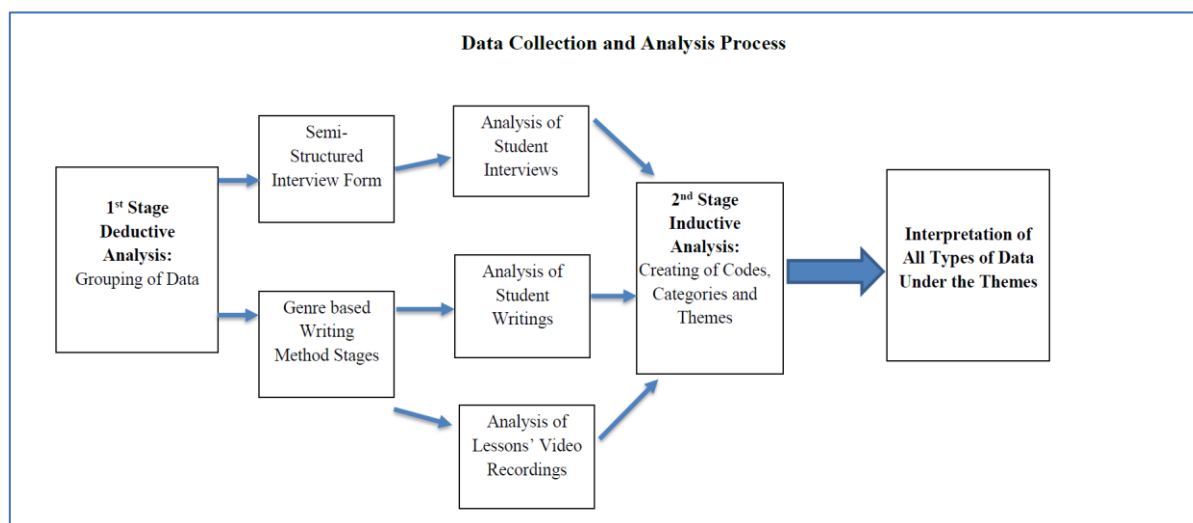 Data Collection and Analysis Process
1st Stage
Deductive
Analysis:
Grouping of Data
Semi-
Structured
Interview Form
Genre based
Writing
Method Stages
Analysis of
Student
Interviews
Analysis of
Student
Writings
Analysis of
Lessons’ Video
Recordings
2nd Stage
Inductive
Analysis:
Creating of Codes,
Categories and
Themes
Interpretation of
All Types of Data
Under the Themes